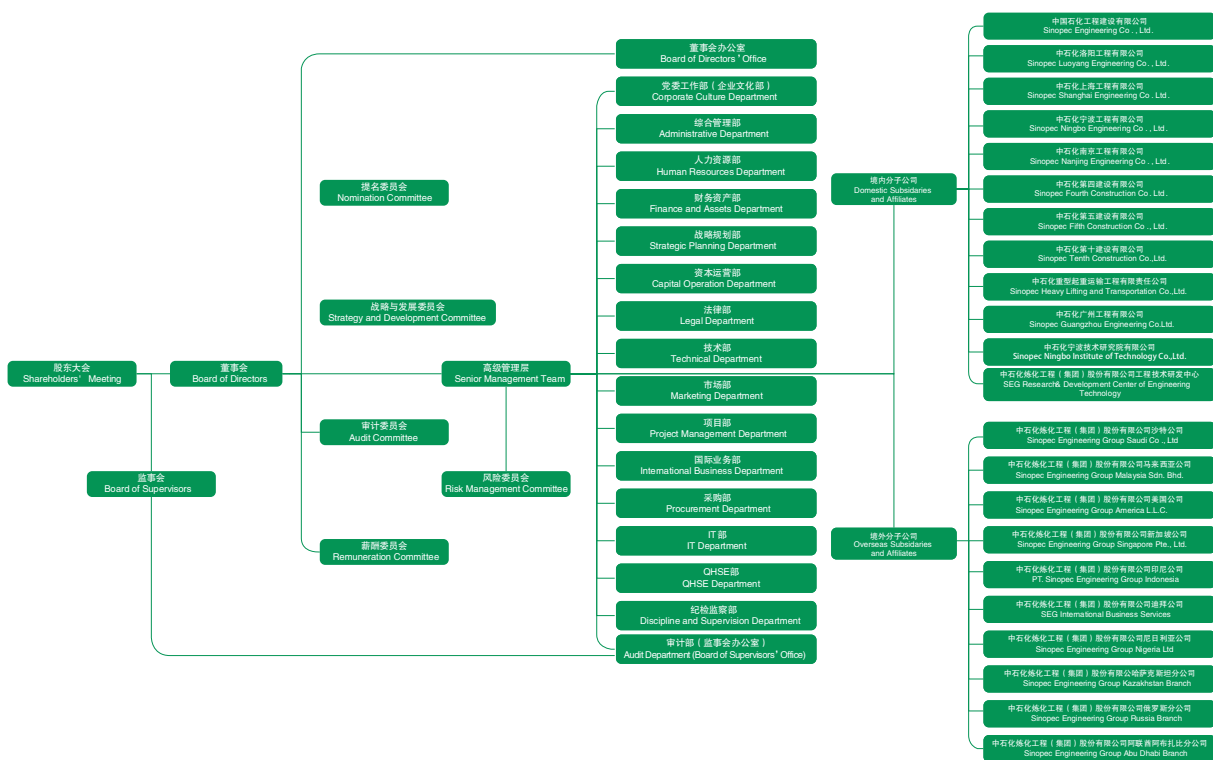 股东大会
Shareholders' Meeting
董事会
Board of Directors
监事会
Board of Supervisors
提名委员会
Nomination Committee
战略与发展委员会
Strategy and Development Committee
审计委员会
Audit Committee
薪酬委员会
Remuneration Committee
高级管理层
Senior Management Team
风险委员会
Risk Management Committee
董事会办公室
Board of Directors' Office
党委工作部（企业文化部）
Corporate Culture Department
综合管理部
Administrative Department
人力资源部
Human Resources Department
财务资产部
Finance and Assets Department
战略规划部
Strategic Planning Department
资本运营部
Capital Operation Department
法律部
Legal Department
技术部
Technical Department
市场部
Marketing Department
项目部
Project Management Department
国际业务部
International Business Department
采购部
Procurement Department
IT部
IT Department
QHSE部
QHSE Department
纪检监察部
Discipline and Supervision Department
审计部（监事会办公室）
Audit Department (Board of Supervisors' Office)
境内分子公司
Domestic Subsidaries
and Affiliates
境外分子公司
Overseas Subsidaries
and Affiliates
中国石化工程建设有限公司
Sinopec Engineering Co . , Ltd.
中石化洛阳工程有限公司
Sinopec Luoyang Engineering Co . , Ltd.
中石化上海工程有限公司
Sinopec Shanghai Engineering Co . Ltd.
中石化宁波工程有限公司
Sinopec Ningbo Engineering Co . , Ltd .
中石化南京工程有限公司
Sinopec Nanjing Engineering Co . , Ltd.
中石化第四建设有限公司
Sinopec Fourth Construction Co . Ltd.
中石化第五建设有限公司
Sinopec Fifth Construction Co ., Ltd.
中石化第十建设有限公司
Sinopec Tenth Construction Co.,Ltd.
中石化重型起重运输工程有限责任公司
Sinopec Heavy Lifting and Transportation Co.,Ltd.
中石化广州工程有限公司
Sinopec Guangzhou Engineering Co.Ltd.
中石化宁波技术研究院有限公司
Sinopec Ningbo Institute of Technology Co.,Ltd.
中石化炼化工程（集团）股份有限公司工程技术研发中心
SEG Research& Development Center of Engineering
Technology
中石化炼化工程（集团）股份有限公司沙特公司
Sinopec Engineering Group Saudi Co ., Ltd
中石化炼化工程（集团）股份有限公司马来西亚公司
Sinopec Engineering Group Malaysia Sdn. Bhd.
中石化炼化工程（集团）股份有限公司美国公司
Sinopec Engineering Group America L.L.C.
中石化炼化工程（集团）股份有限公司新加坡公司
Sinopec Engineering Group Singapore Pte., Ltd.
中石化炼化工程（集团）股份有限公司印尼公司
PT. Sinopec Engineering Group Indonesia
中石化炼化工程（集团）股份有限公司迪拜公司
SEG International Business Services
中石化炼化工程（集团）股份有限公司尼日利亚公司
Sinopec Engineering Group Nigeria Ltd
中石化炼化工程（集团）股份有限公哈萨克斯坦分公司
Sinopec Engineering Group Kazakhstan Branch
中石化炼化工程（集团）股份有限公司俄罗斯分公司
Sinopec Engineering Group Russia Branch
中石化炼化工程（集团）股份有限公司阿联酋阿布扎比分公司
Sinopec Engineering Group Abu Dhabi Branch